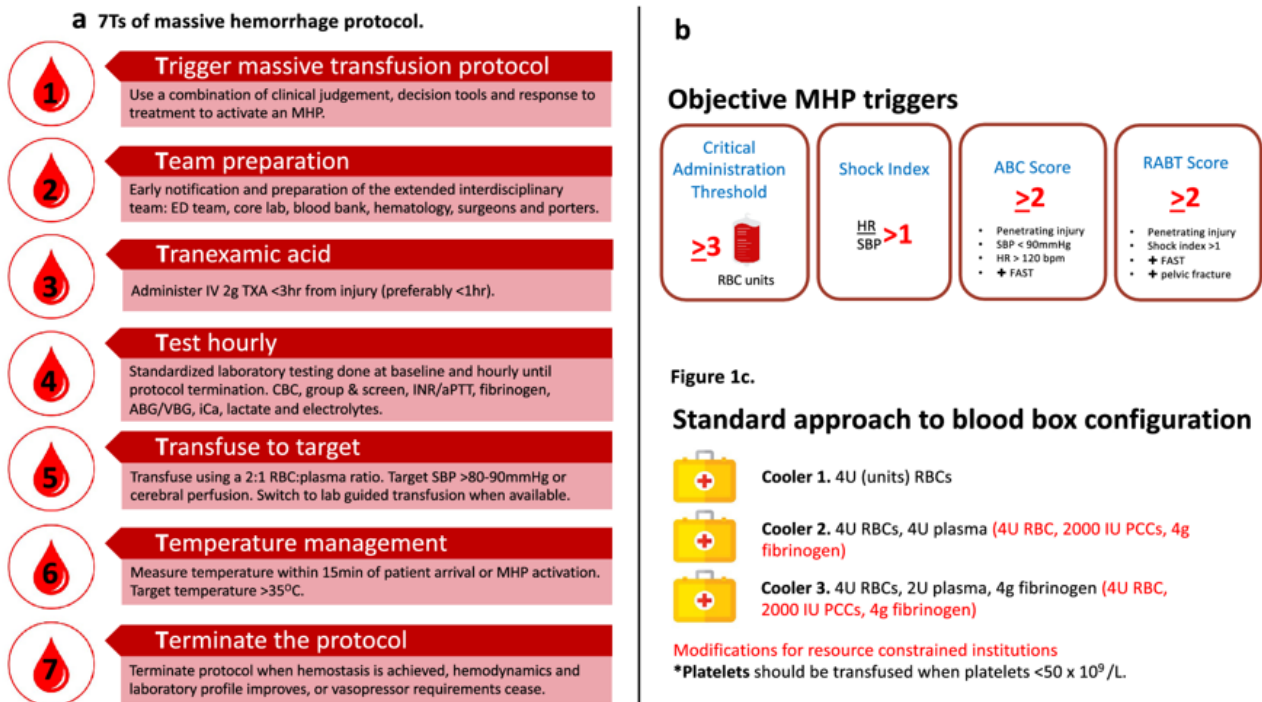 a 7Ts of massive hemorrhage protocol.
1
Trigger massive transfusion protocol
Use a combination of clinical judgement, decision tools and response to
treatment to activate an MHP.
2
Team preparation
Early notification and preparation of the extended interdisciplinary
team: ED team, core lab, blood bank, hematology, surgeons and porters.
3
Tranexamic acid
Administer IV 2g TXA <3hr from injury (preferably <1hr).
4
Test hourly
Standardized laboratory testing done at baseline and hourly until
protocol termination. CBC, group & screen, INR/aPTT, fibrinogen,
ABG/VBG, iCa, lactate and electrolytes.
5
Transfuse to target
Transfuse using a 2:1 RBC:plasma ratio. Target SBP >80-90mmHg or
cerebral perfusion. Switch to lab guided transfusion when available.
6
Temperature management
Measure temperature within 15min of patient arrival or MHP activation.
Target temperature >35⁰C.
7
Terminate the protocol
Terminate protocol when hemostasis is achieved, hemodynamics and
laboratory profile improves, or vasopressor requirements cease.
b
Objective MHP triggers
Critical
Administration
Threshold
≥3
RBC units
Shock Index
HR
SBP
>1
ABC Score
≥2
• Penetrating injury
• SBP < 90mmHg
• HR > 120 bpm
• + FAST
RABT Score
≥2
• Penetrating injury
• Shock index >1
• + FAST
• + pelvic fracture
Figure 1c.
Standard approach to blood box configuration
Cooler 1. 4U (units) RBCs
Cooler 2. 4U RBCs, 4U plasma (4U RBC, 2000 IU PCCs, 4g
fibrinogen)
Cooler 3. 4U RBCs, 2U plasma, 4g fibrinogen (4U RBC,
2000 IU PCCs, 4g fibrinogen)
Modifications for resource constrained institutions
*Platelets should be transfused when platelets <50 x 10⁹/L.